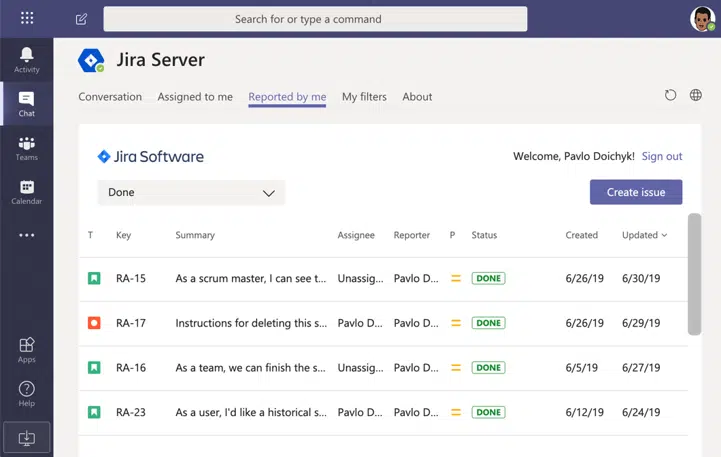 Search for or type a command
Activity
Chat
Teams
Calendar
Apps
Help
Jira Server
Conversation Assigned to me Reported by me My filters About
Jira Software
Welcome, Pavlo Doichyk! Sign out
Done
Create issue
T Key Summary Assignee Reporter P Status Created Updated
RA-15 As a scrum master, I can see t... Unassig... Pavlo D... DONE 6/26/19 6/30/19
RA-17 Instructions for deleting this s... Pavlo D... Pavlo D... DONE 6/26/19 6/29/19
RA-16 As a team, we can finish the s... Unassig... Pavlo D... DONE 6/5/19 6/27/19
RA-23 As a user, I'd like a historical s... Pavlo D... Pavlo D... DONE 6/12/19 6/24/19